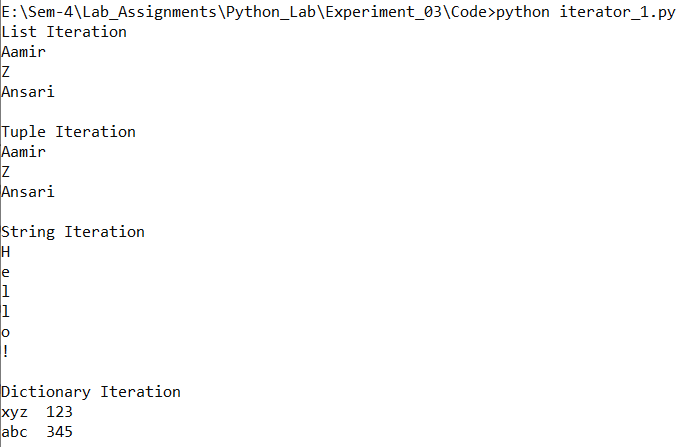 E:\Sem-4\Lab_Assignments\Python_Lab\Experiment_03\Code>python iterator_1.py
List Iteration
Aamir
Z
Ansari

Tuple Iteration
Aamir
Z
Ansari

String Iteration
H
e
l
l
o
!

Dictionary Iteration
xyz  123
abc  345